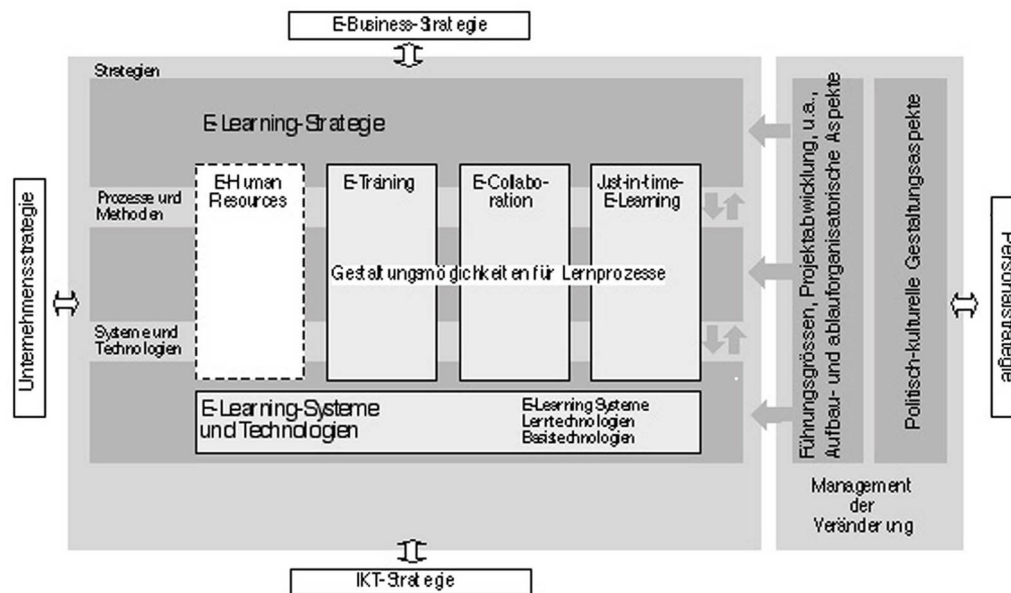 E-Business-Strategie
Strategien
E-Learning-Strategie
E-Human
Resources
E-Training
E-Collabo-
ration
Just-in-time-
E-Learning
Prozesse und
Methoden
Gestaltungsmöglichkeiten für Lernprozesse
Systeme und
Technologien
E-Learning-Systeme
und Technologien
E-Learning Systeme
Lerntechnologien
Basistechnologien
Unternehmensstrategie
Führungsgrössen, Projektabwicklung, u.a.,
Aufbau- und ablauforganisatorische Aspekte
Politisch-kulturelle Gestaltungsaspekte
Management
der
Veränderung
Personalstrategie
IKT-Strategie